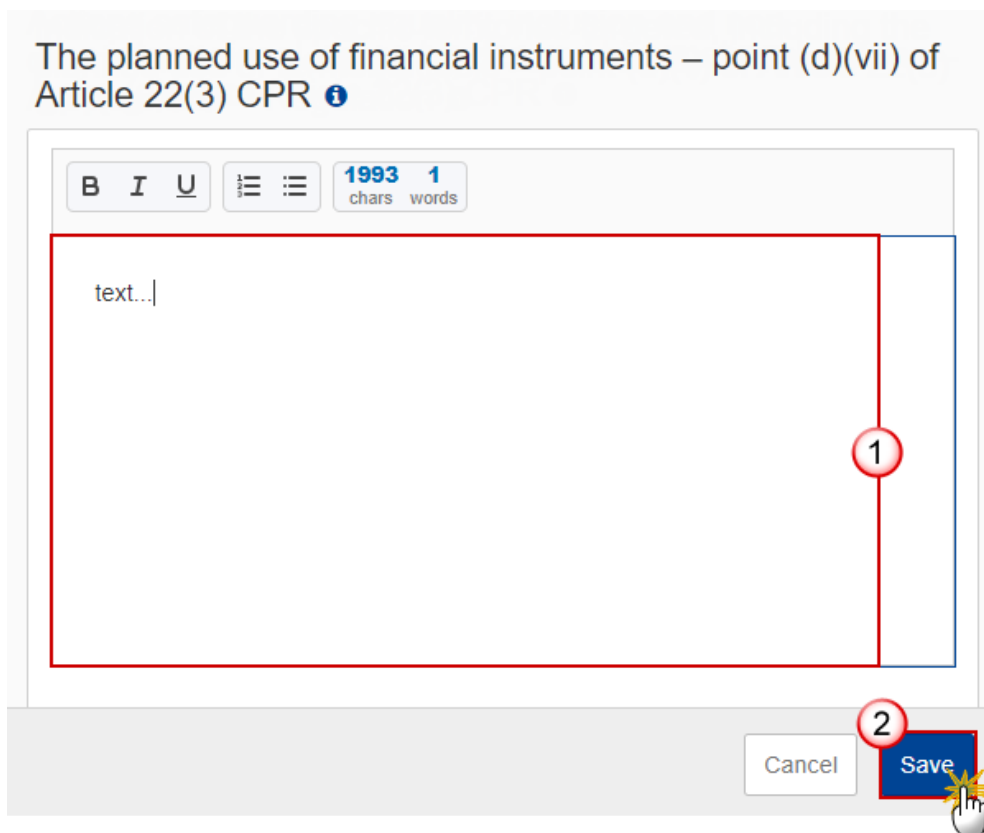 The planned use of financial instruments – point (d)(vii) of
Article 22(3) CPR
B I U 1993 1
chars words
text...
1
2
Cancel Save